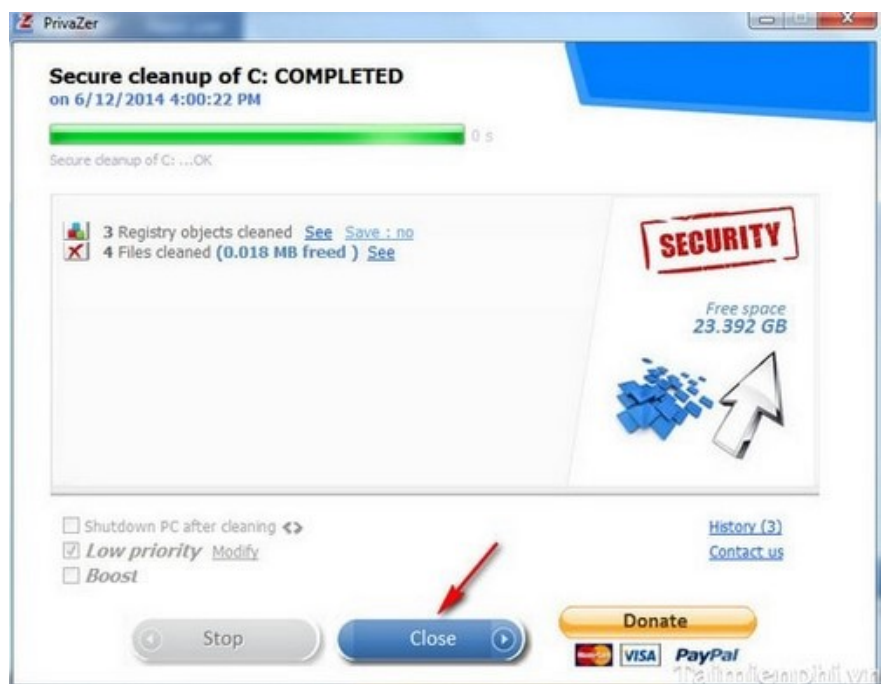 PrivaZer
Secure cleanup of C: COMPLETED
on 6/12/2014 4:00:22 PM
0 s
Secure cleanup of C: ...OK
3 Registry objects cleaned See Save : no
4 Files cleaned (0.018 MB freed ) See
SECURITY
Free space
23.392 GB
Shutdown PC after cleaning
Low priority Modify
Boost
History (3)
Contact us
Stop
Close
Donate
VISA PayPal
Taimienphi.vn